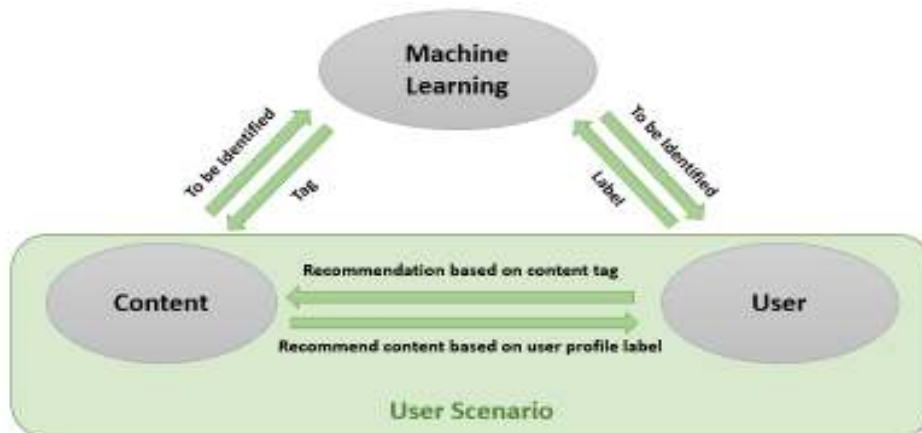 Machine
Learning
To be identified
Tag
To be identified
Label
Recommendation based on content tag
Content
User
Recommend content based on user profile label
User Scenario